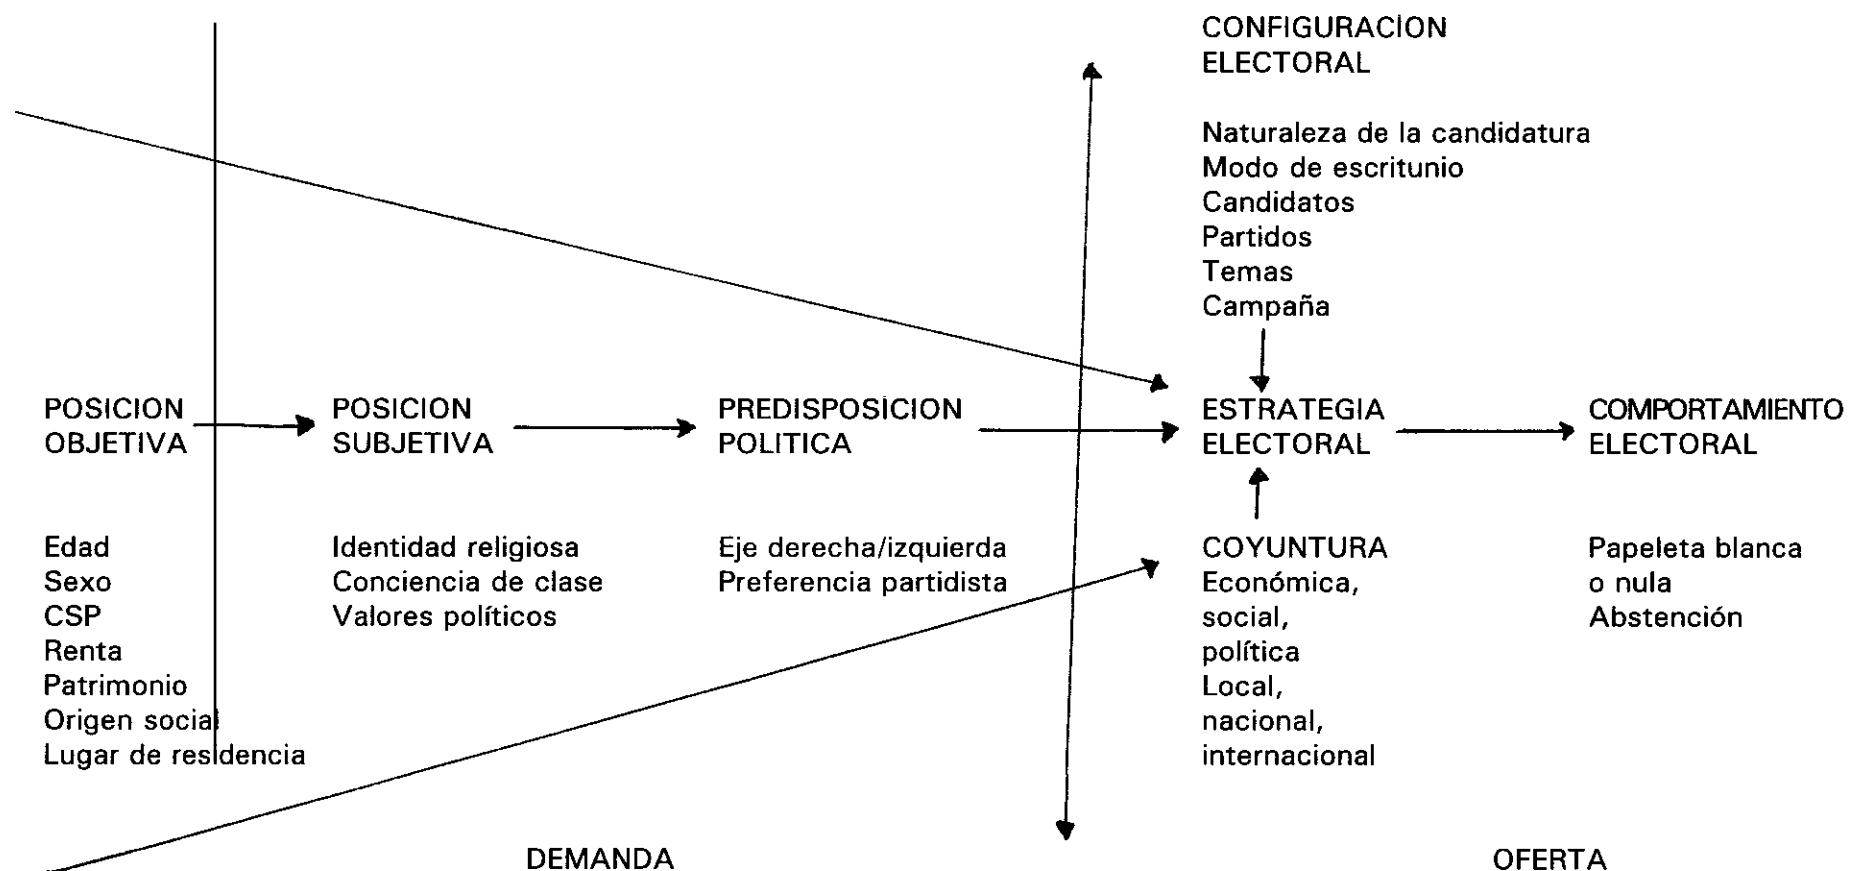 CONFIGURACION
ELECTORAL
Naturaleza de la candidatura
Modo de escritunio
Candidatos
Partidos
Temas
Campaña
POSICION
OBJETIVA
POSICION
SUBJETIVA
PREDISPOSICION
POLITICA
ESTRATEGIA
ELECTORAL
COMPORTAMIENTO
ELECTORAL
Edad
Sexo
CSP
Renta
Patrimonio
Origen social
Lugar de residencia
Identidad religiosa
Conciencia de clase
Valores políticos
Eje derecha/izquierda
Preferencia partidista
COYUNTURA
Económica,
social,
política
Local,
nacional,
internacional
Papeleta blanca
o nula
Abstención
DEMANDA
OFERTA